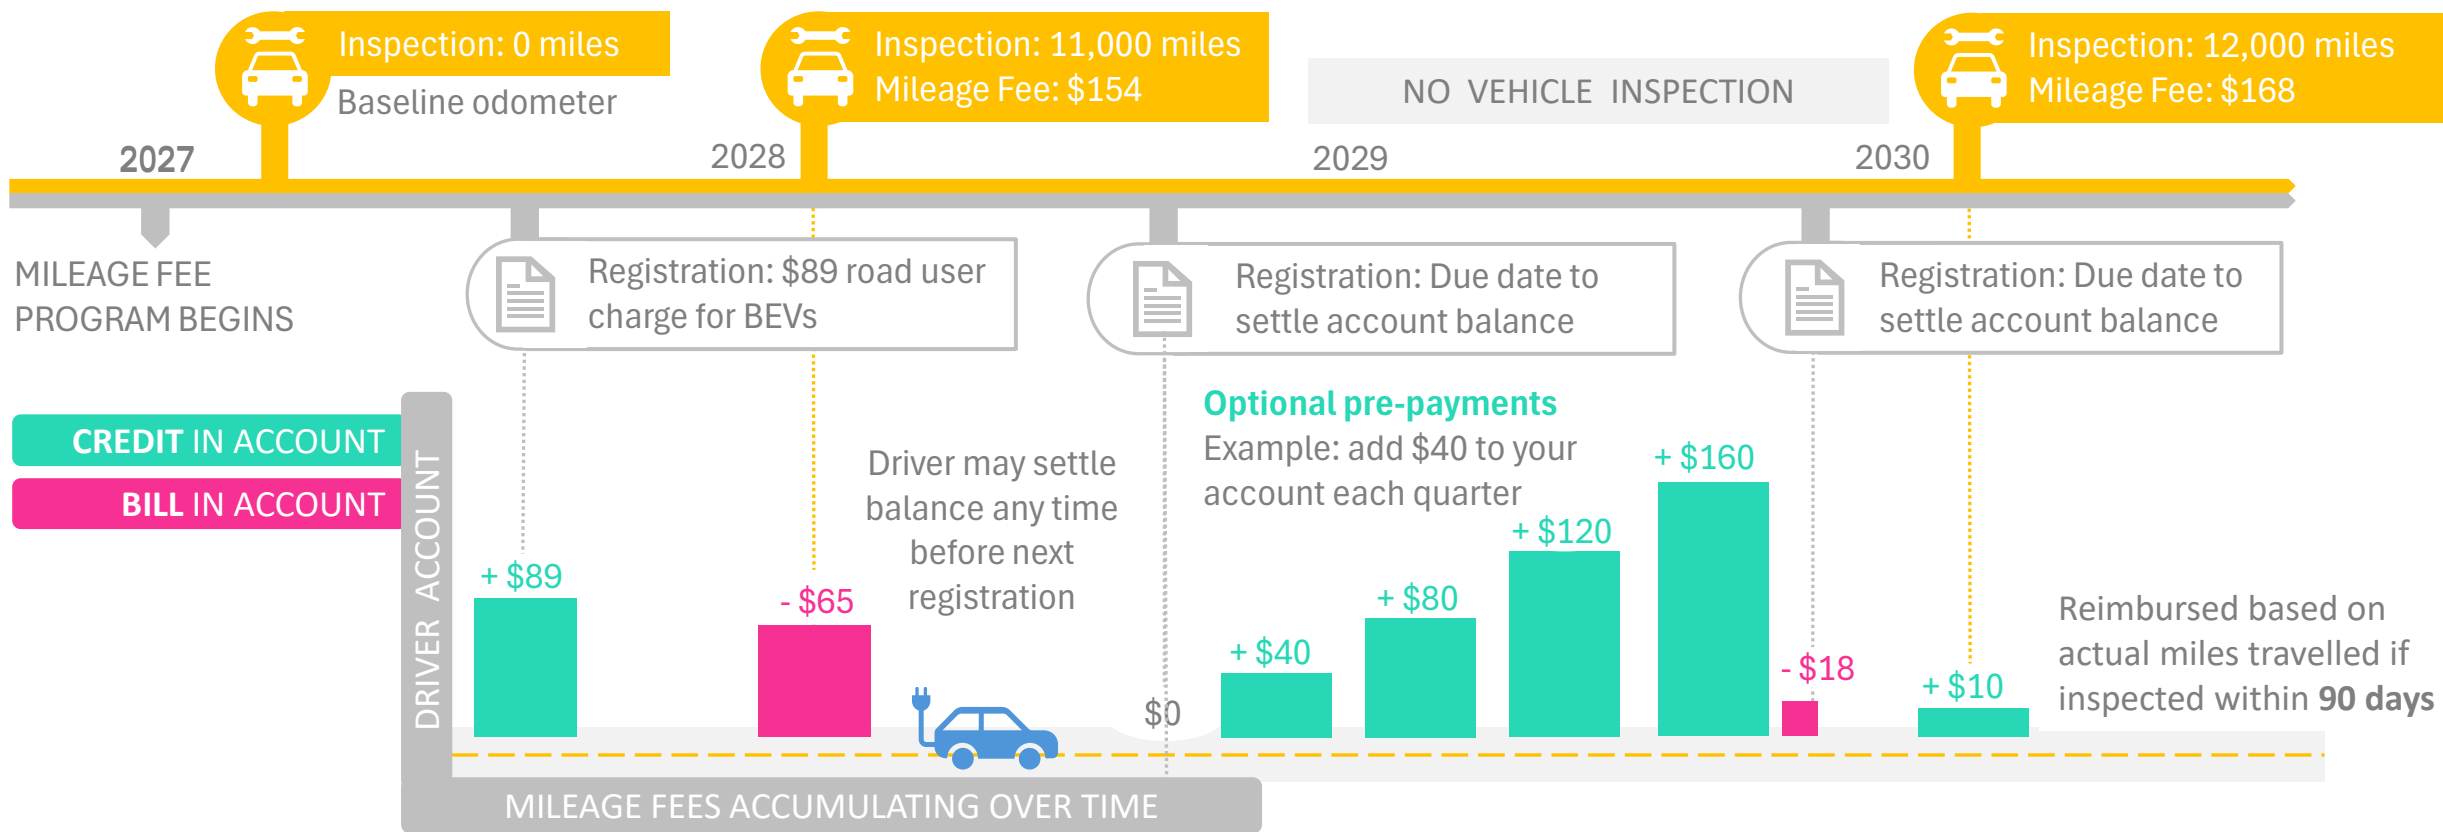 Inspection: 0 miles
Baseline odometer
Inspection: 11,000 miles
Mileage Fee: $154
NO VEHICLE INSPECTION
Inspection: 12,000 miles
Mileage Fee: $168
2027
2028
2029
2030
MILEAGE FEE
PROGRAM BEGINS
Registration: $89 road user
charge for BEVs
Registration: Due date to
settle account balance
Registration: Due date to
settle account balance
CREDIT IN ACCOUNT
BILL IN ACCOUNT
DRIVER ACCOUNT
+ $89
- $65
Driver may settle
balance any time
before next
registration
$0
Optional pre-payments
Example: add $40 to your
account each quarter
+ $40
+ $80
+ $120
+ $160
- $18
+ $10
Reimbursed based on
actual miles travelled if
inspected within 90 days
MILEAGE FEES ACCUMULATING OVER TIME